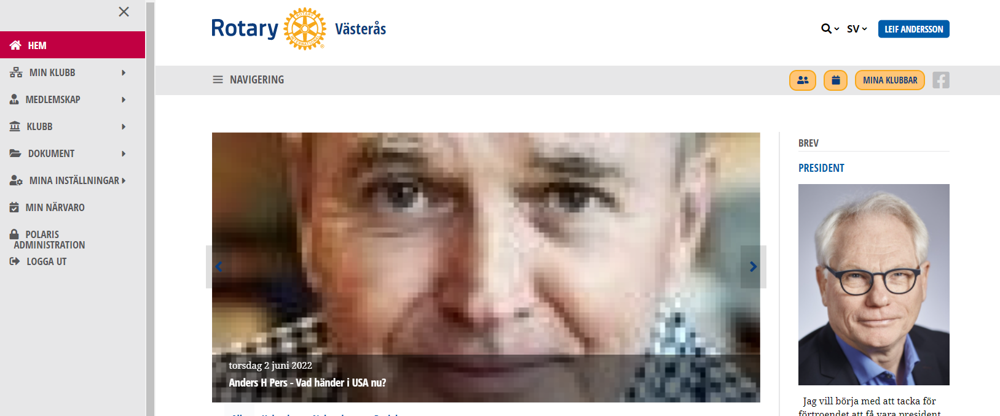 HEM
MIN KLUBB
MEDLEMSKAP
KLUBB
DOKUMENT
MINA INSTÄLLNINGAR
MIN NÄRVARO
POLARIS
ADMINISTRATION
LOGGA UT
Rotary
ROTARY
INTERNATIONAL
Västerås
SV
LEIF ANDERSSON
NAVIGERING
MINA KLUBBAR
torsdag 2 juni 2022
Anders H Pers - Vad händer i USA nu?
BREV
PRESIDENT
Jag vill börja med att tacka för
förtroendet att få vara president